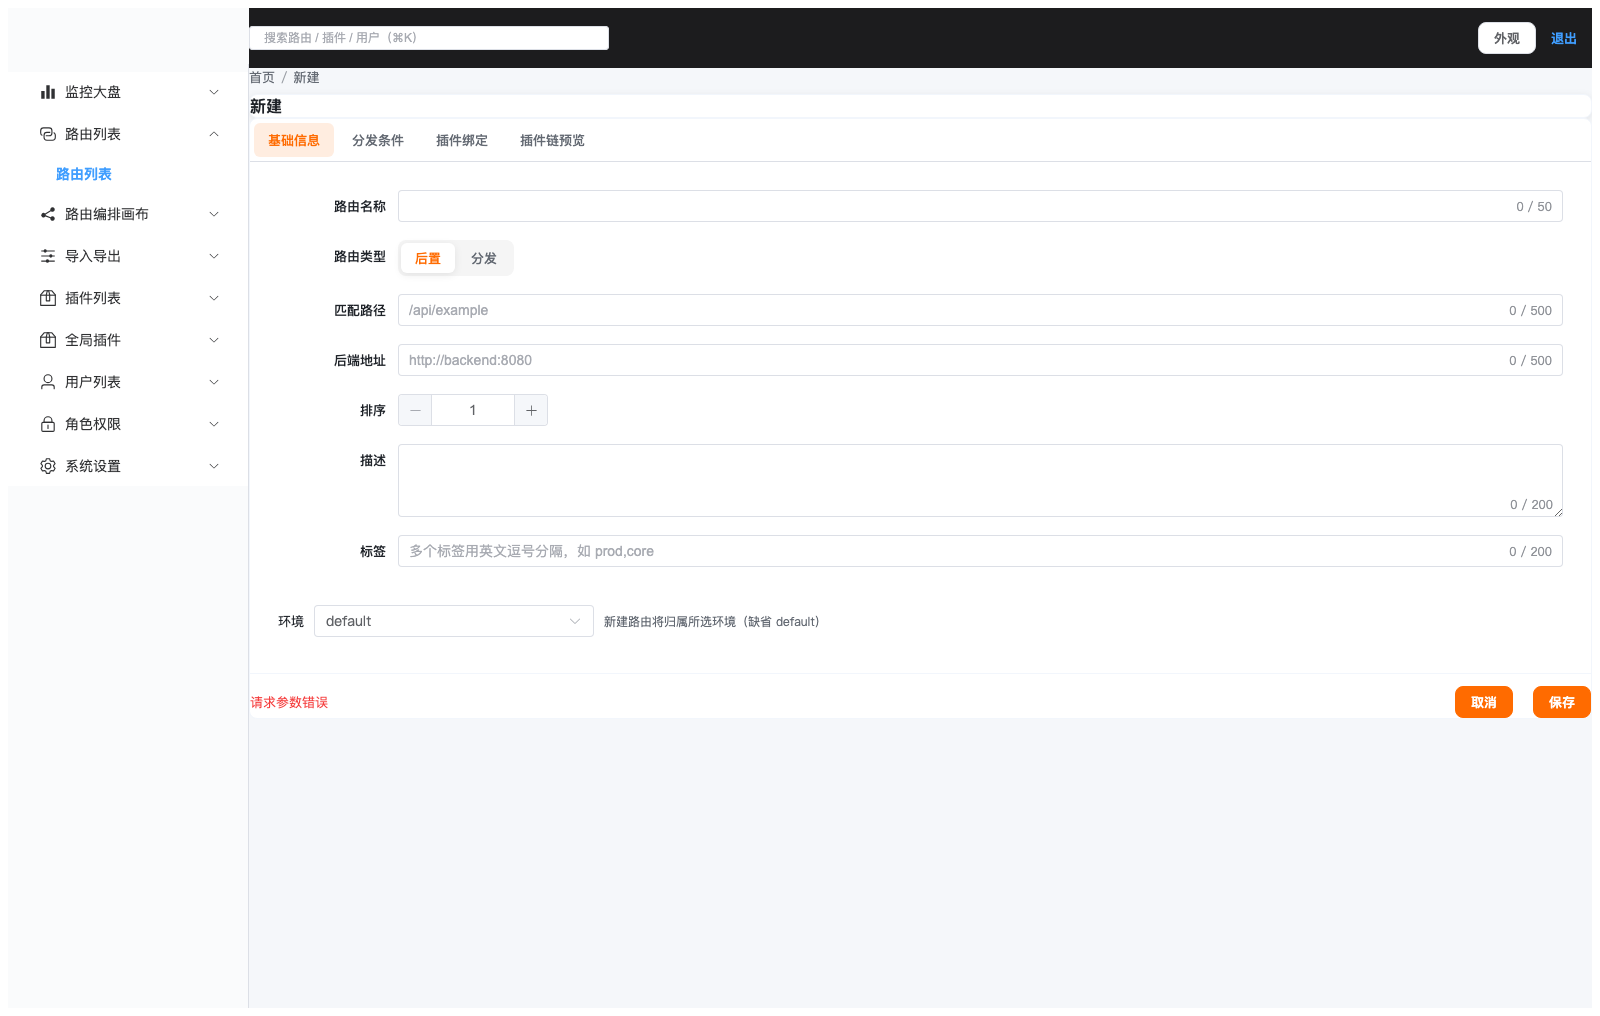 搜索路由 / 插件 / 用户（⌘K）
外观
退出
监控大盘
路由列表
路由列表
路由编排画布
导入导出
插件列表
全局插件
用户列表
角色权限
系统设置
首页 / 新建
新建
基础信息
分发条件
插件绑定
插件链预览
路由名称
0 / 50
路由类型
后置
分发
匹配路径
/api/example
0 / 500
后端地址
http://backend:8080
0 / 500
排序
1
描述
0 / 200
标签
多个标签用英文逗号分隔，如 prod,core
0 / 200
环境
default
新建路由将归属所选环境（缺省 default）
请求参数错误
取消
保存